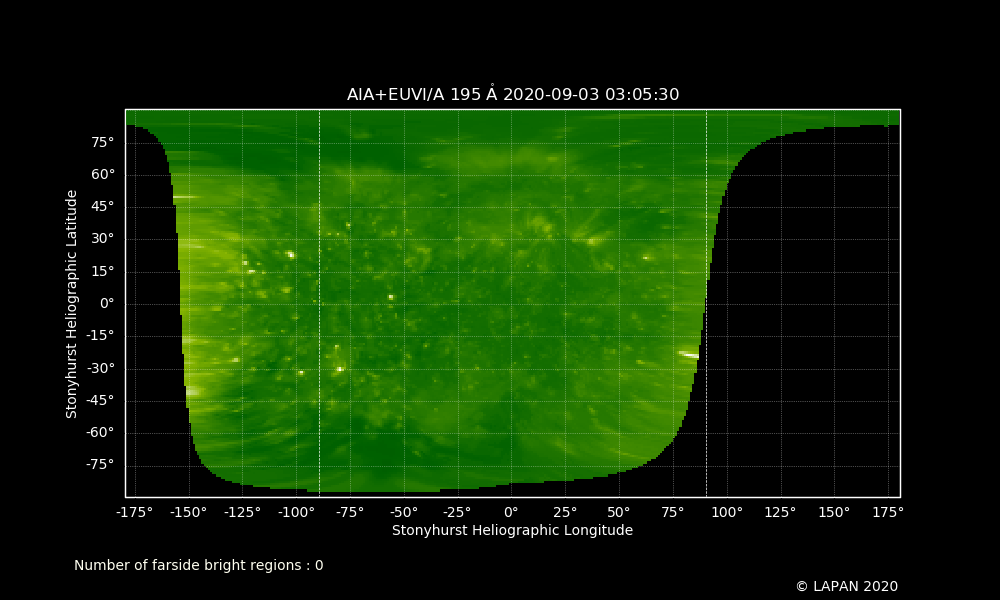 AIA+EUVI/A 195 Å 2020-09-03 03:05:30
75°
60°
45°
30°
15°
0°
-15°
-30°
-45°
-60°
-75°
Stonyhurst Heliographic Latitude
-175° -150° -125° -100° -75° -50° -25° 0° 25° 50° 75° 100° 125° 150° 175°
Stonyhurst Heliographic Longitude
Number of farside bright regions : 0
© LAPAN 2020